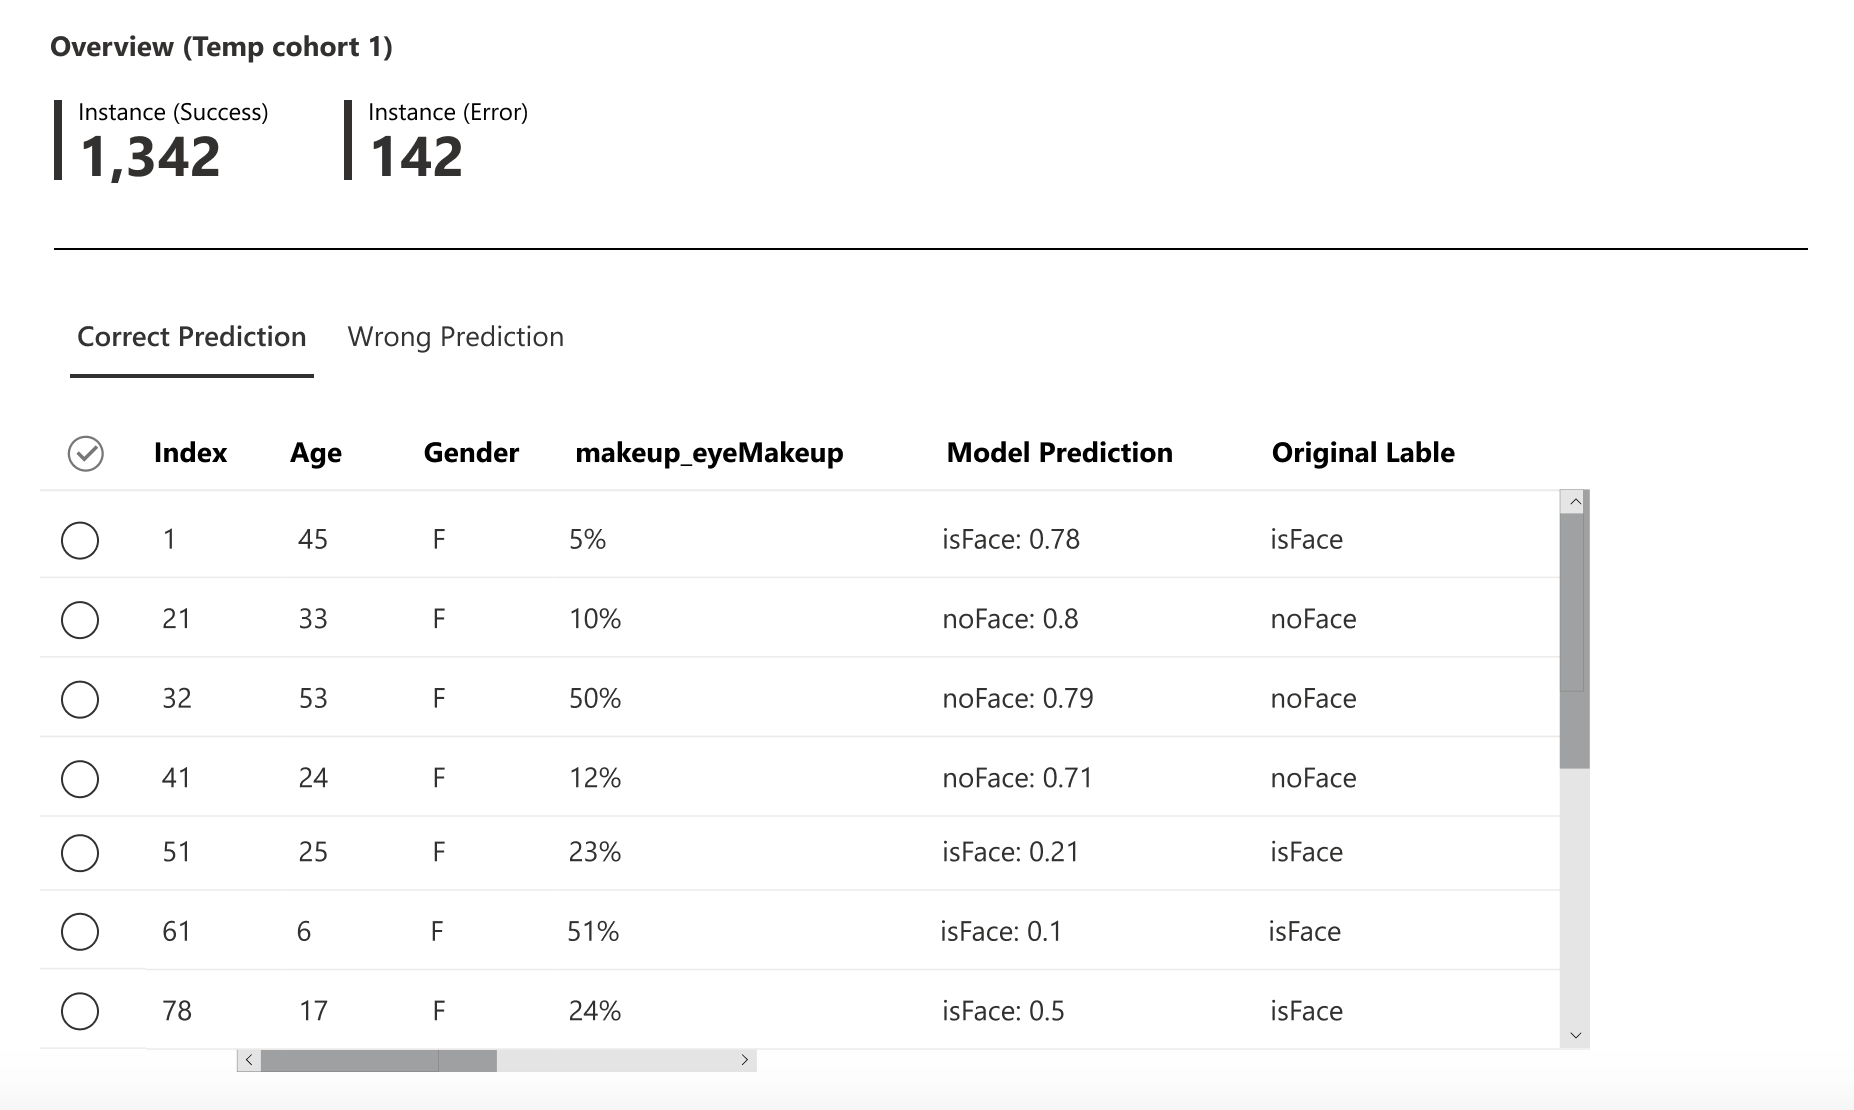 Overview (Temp cohort 1)
Instance (Success) Instance (Error)
1,342 142
Correct Prediction Wrong Prediction
Index Age Gender makeup_eyeMakeup Model Prediction Original Lable
1 45 F 5% isFace: 0.78 isFace
21 33 F 10% noFace: 0.8 noFace
32 53 F 50% noFace: 0.79 noFace
41 24 F 12% noFace: 0.71 noFace
51 25 F 23% isFace: 0.21 isFace
61 6 F 51% isFace: 0.1 isFace
78 17 F 24% isFace: 0.5 isFace